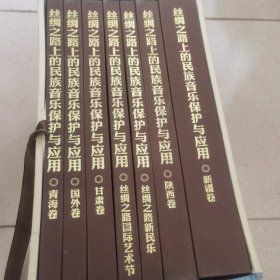 丝绸之路上的民族音乐保护与应用 ○ 青海卷
丝绸之路上的民族音乐保护与应用 ○ 国外卷
丝绸之路上的民族音乐保护与应用 ○ 甘肃卷
丝绸之路上的民族音乐保护与应用 ○ 丝绸之路国际艺术节
丝绸之路上的民族音乐保护与应用 ○ 丝绸之路新民乐
丝绸之路上的民族音乐保护与应用 ○ 陕西卷
丝绸之路上的民族音乐保护与应用 ○ 新疆卷